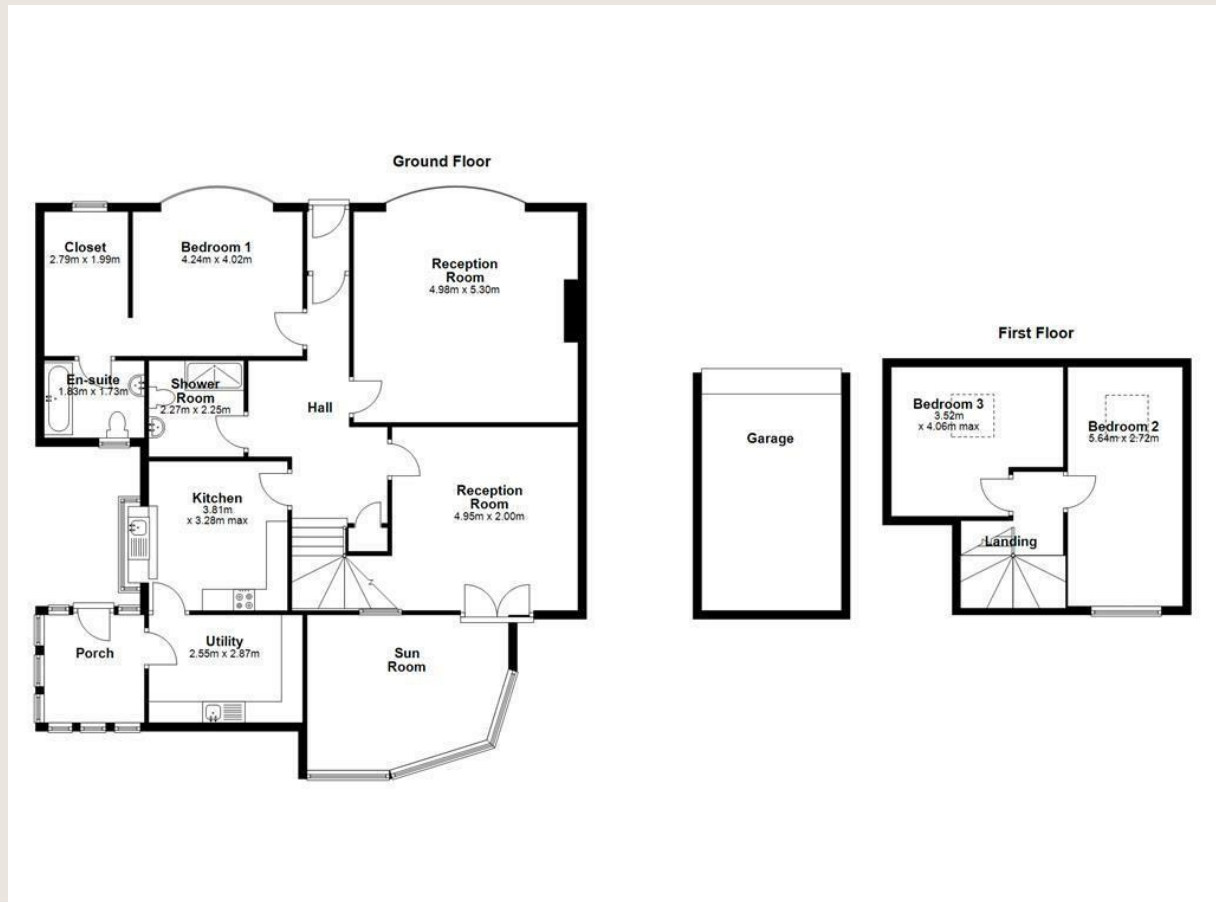 Ground Floor
Closet
2.79m x 1.99m
Bedroom 1
4.24m x 4.02m
Reception
Room
4.98m x 5.30m
En-suite
1.83m x 1.73m
Shower
Room
2.27m x 2.25m
Hall
Kitchen
3.81m
x 3.28m max
Reception
Room
4.95m x 2.00m
Porch
Utility
2.55m x 2.87m
Sun
Room
Garage
First Floor
Bedroom 3
3.52m
x 4.06m max
Bedroom 2
5.64m x 2.72m
Landing